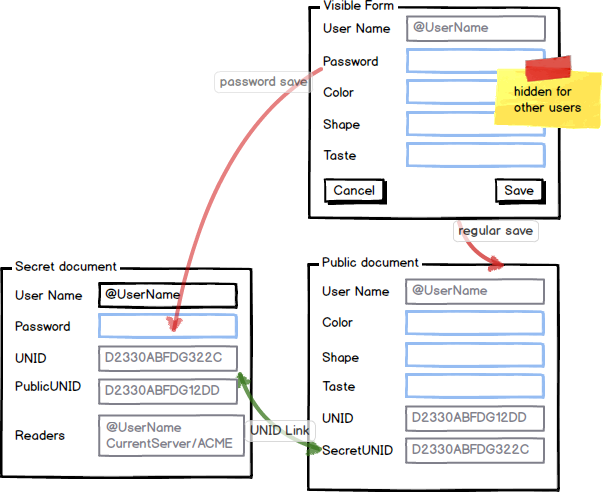 Visible Form
User Name
@UserName
Password
password save
hidden for
other users
Color
Shape
Taste
Cancel
Save
regular save
Secret document
User Name
@UserName
Password
UNID
D2330ABFDG322C
PublicUNID
D2330ABFDG12DD
Readers
@UserName
CurrentServer/ACME
UNID Link
Public document
User Name
@UserName
Color
Shape
Taste
UNID
D2330ABFDG12DD
SecretUNID
D2330ABFDG322C